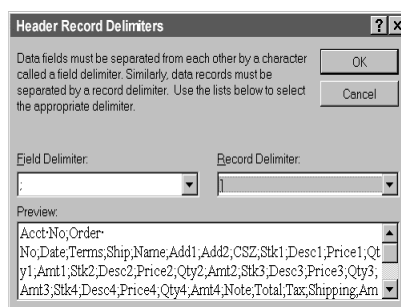 Header Record Delimiters
Data fields must be separated from each other by a character
called a field delimiter. Similarly, data records must be
separated by a record delimiter. Use the lists below to select
the appropriate delimiter.
OK
Cancel
Field Delimiter:
Record Delimiter:
;
]
Preview:
Acct·No;Order·
No;Date;Terms;Ship;Name;Add1;Add2;CSZ;Stk1;Desc1;Price1;Qt
y1;Amt1;Stk2;Desc2;Price2;Qty2;Amt2;Stk3;Desc3;Price3;Qty3;
Amt3;Stk4;Desc4;Price4;Qty4;Amt4;Note;Total;Tax;Shipping;Am